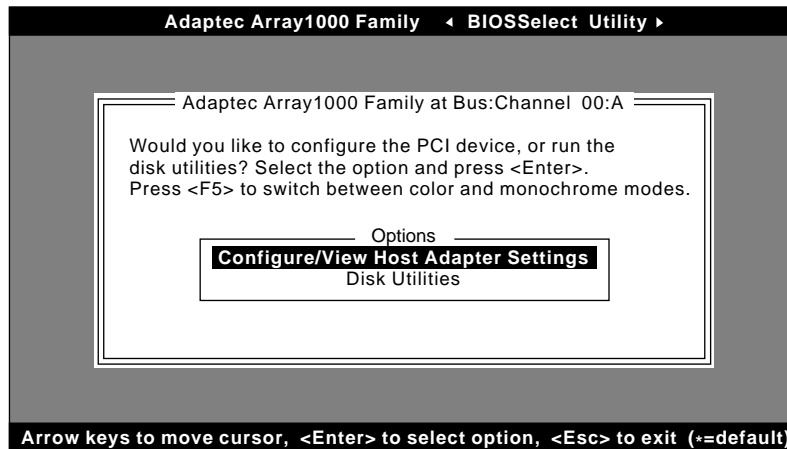 Adaptec Array1000 Family ◂ BIOSSelect Utility ▸
Adaptec Array1000 Family at Bus:Channel 00:A
Would you like to configure the PCI device, or run the
disk utilities? Select the option and press <Enter>.
Press <F5> to switch between color and monochrome modes.
Options
Configure/View Host Adapter Settings
Disk Utilities
Arrow keys to move cursor, <Enter> to select option, <Esc> to exit (*=default)